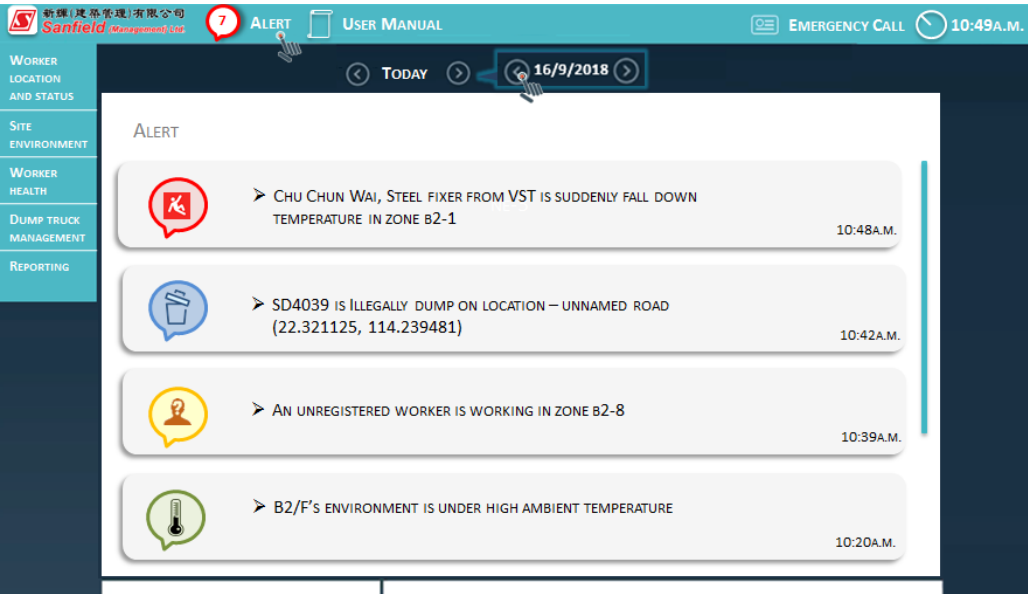 新輝(建築管理)有限公司
Sanfield (Management) Ltd.
7
ALERT
USER MANUAL
EMERGENCY CALL
10:49A.M.
WORKER
LOCATION
AND STATUS
SITE
ENVIRONMENT
WORKER
HEALTH
DUMP TRUCK
MANAGEMENT
REPORTING
TODAY
16/9/2018
ALERT
➢ CHU CHUN WAI, STEEL FIXER FROM VST IS SUDDENLY FALL DOWN
TEMPERATURE IN ZONE B2-1
10:48A.M.
➢ SD4039 IS ILLEGALLY DUMP ON LOCATION – UNNAMED ROAD
(22.321125, 114.239481)
10:42A.M.
➢ AN UNREGISTERED WORKER IS WORKING IN ZONE B2-8
10:39A.M.
➢ B2/F'S ENVIRONMENT IS UNDER HIGH AMBIENT TEMPERATURE
10:20A.M.